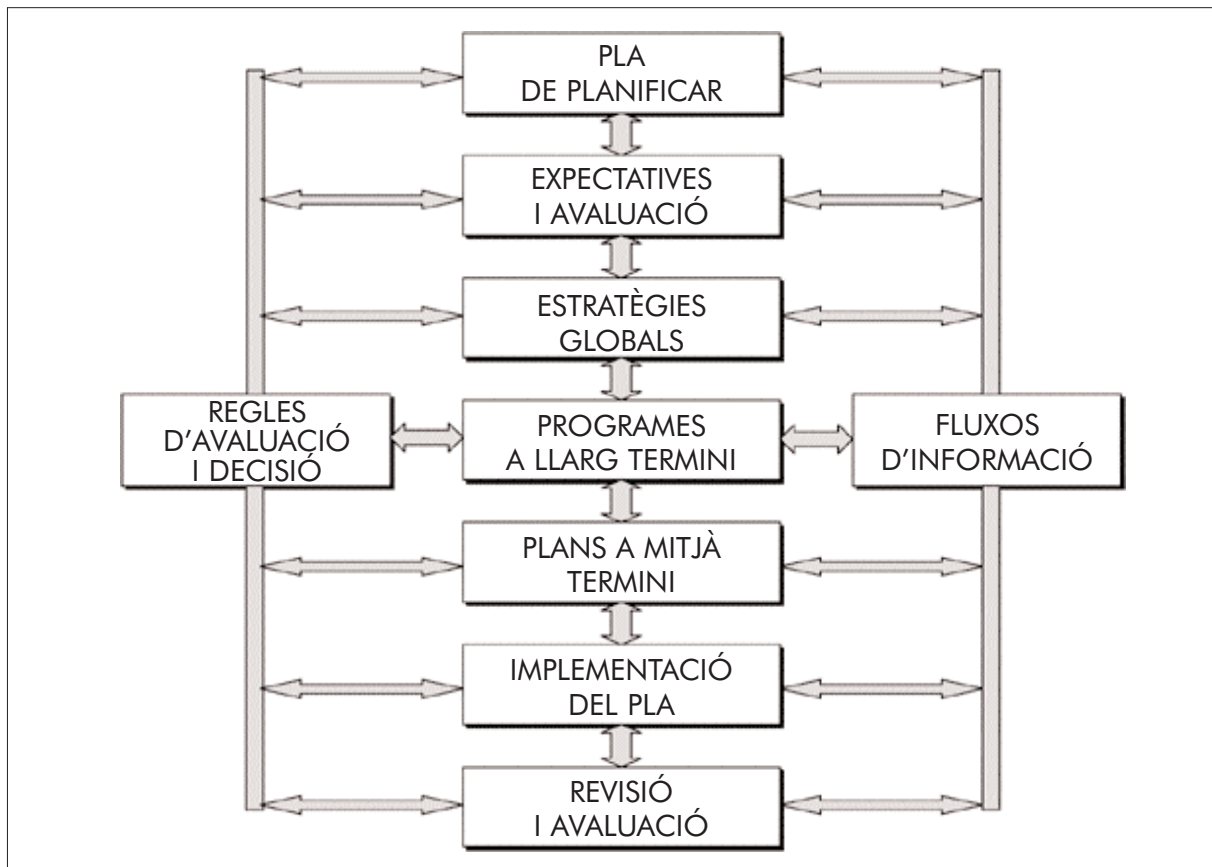 PLA
DE PLANIFICAR
EXPECTATIVES
I AVALUACIÓ
ESTRATÈGIES
GLOBALS
REGLES
D'AVALUACIÓ
I DECISIÓ
PROGRAMES
A LLARG TERMINI
FLUXOS
D'INFORMACIÓ
PLANS A MITJÀ
TERMINI
IMPLEMENTACIÓ
DEL PLA
REVISIÓ
I AVALUACIÓ